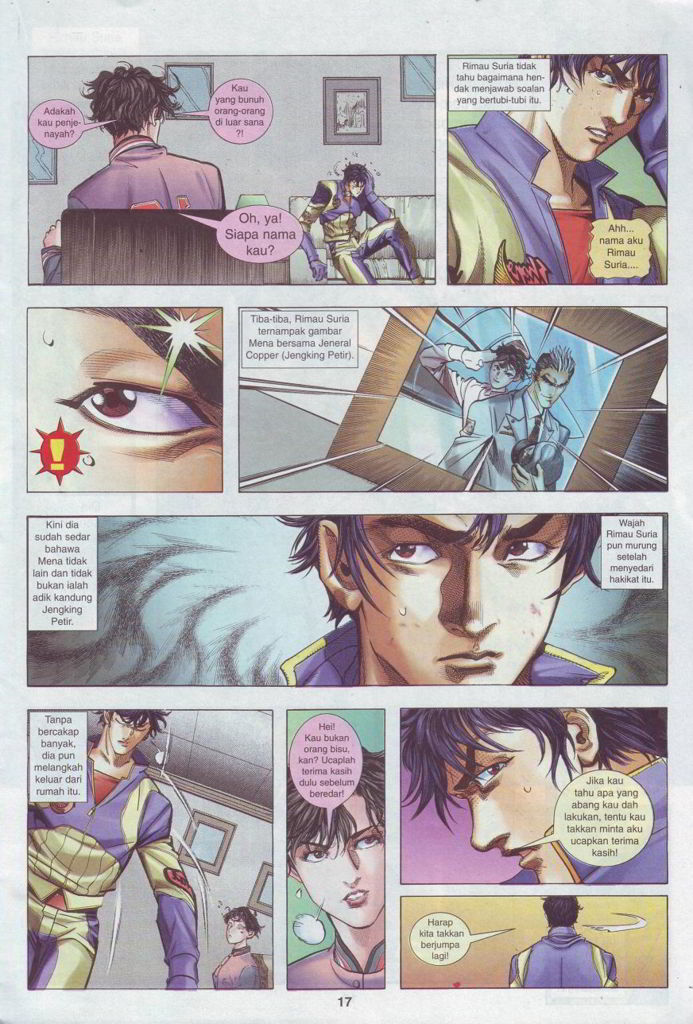 Adakah
kau penje-
nayah?
Kau
yang bunuh
orang-orang
di luar sana
?!
Oh, ya!
Siapa nama
kau?
Rimau Suria tidak
tahu bagaimana hen-
dak menjawab soalan
yang bertubi-tubi itu.
Ahh...
nama aku
Rimau
Suria....
!
Tiba-tiba, Rimau Suria
ternampak gambar
Mena bersama Jeneral
Copper (Jengking Petir).
Kini dia
sudah sedar
bahawa
Mena tidak
lain dan tidak
bukan ialah
adik kandung
Jengking
Petir.
Wajah
Rimau Suria
pun murung
setelah
menyedari
hakikat itu.
Tanpa
bercakap
banyak,
dia pun
melangkah
keluar dari
rumah itu.
Hei!
Kau bukan
orang bisu,
kan? Ucaplah
terima kasih
dulu sebelum
beredar!
Jika kau
tahu apa yang
abang kau dah
lakukan, tentu kau
takkan minta aku
ucapkan terima
kasih!
Harap
kita takkan
berjumpa
lagi!
17